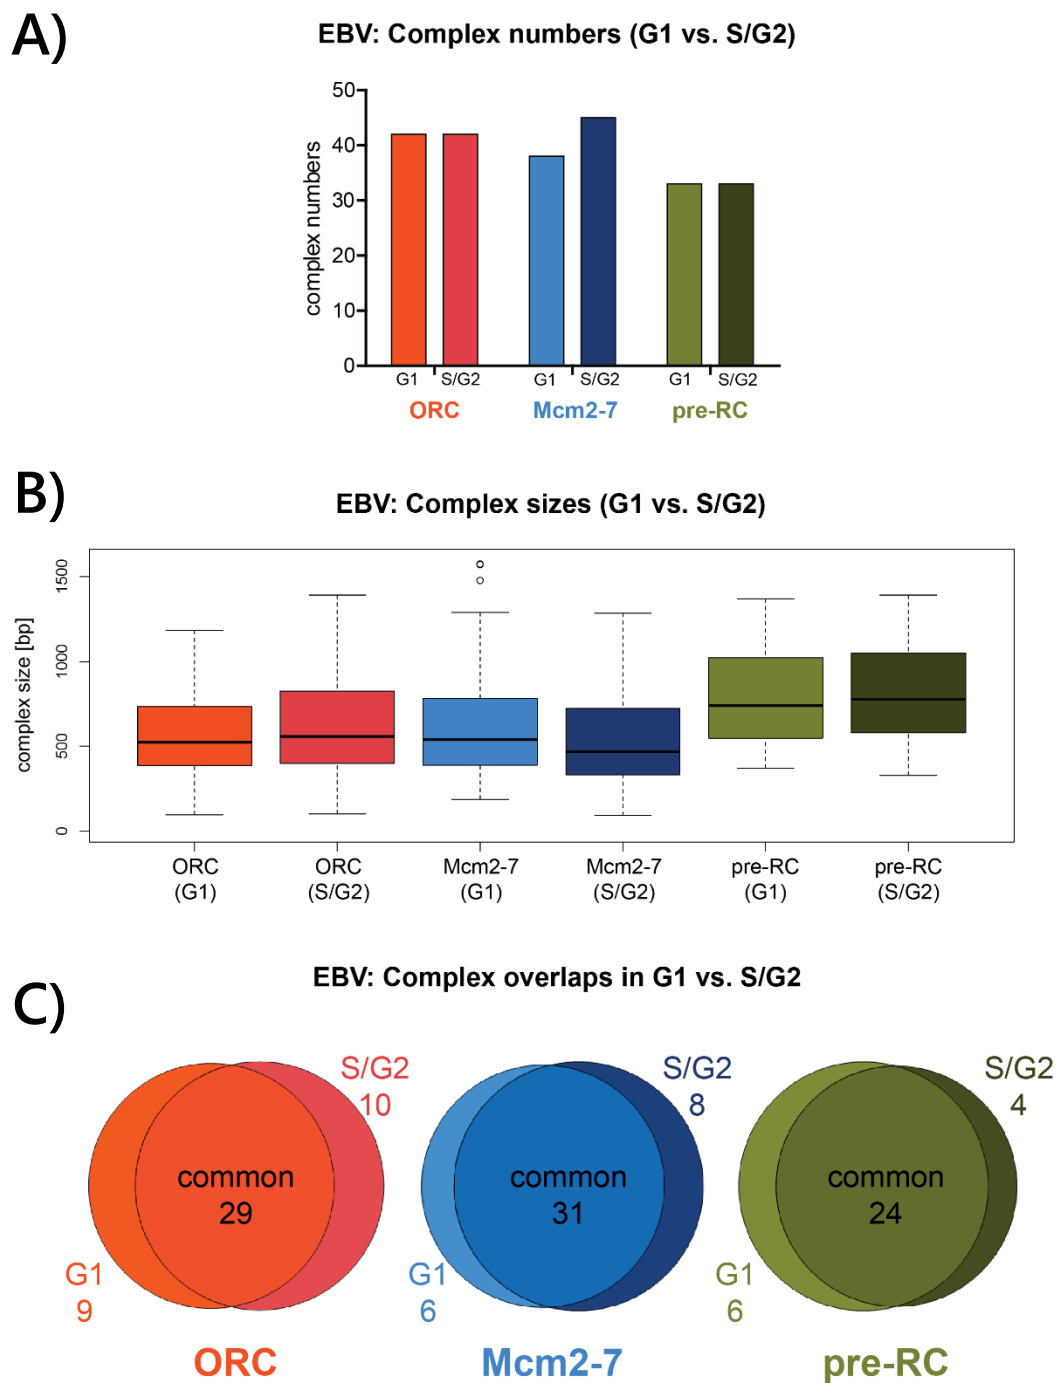 A)
EBV: Complex numbers (G1 vs. S/G2)
complex numbers
50
40
30
20
10
0
G1 S/G2 G1 S/G2 G1 S/G2
ORC Mcm2-7 pre-RC
B)
EBV: Complex sizes (G1 vs. S/G2)
complex size [bp]
1500
1000
500
0
ORC ORC Mcm2-7 Mcm2-7 pre-RC pre-RC
(G1) (S/G2) (G1) (S/G2) (G1) (S/G2)
EBV: Complex overlaps in G1 vs. S/G2
C)
S/G2 S/G2 S/G2
10 8 4
common common common
29 31 24
G1 G1 G1
9 6 6
ORC Mcm2-7 pre-RC